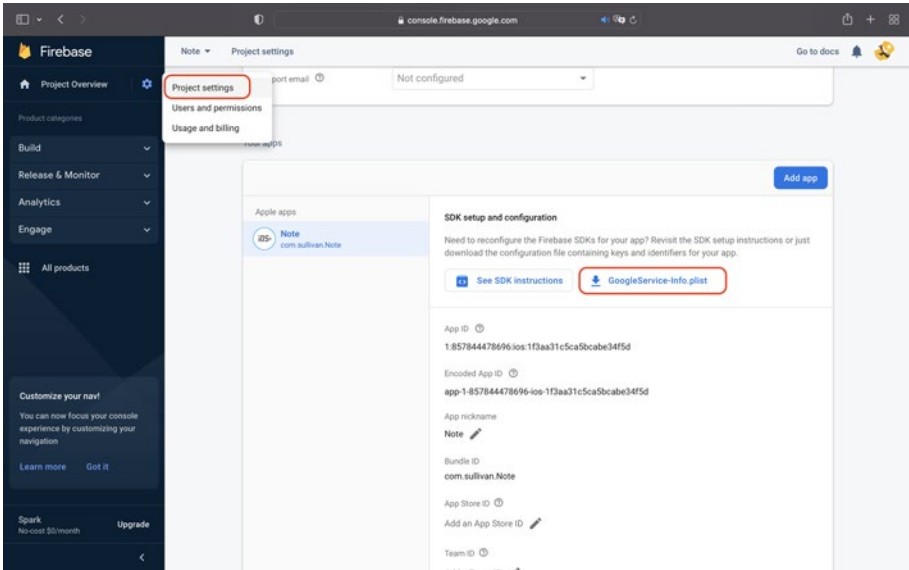 console.firebase.google.com
Firebase
Note
Project settings
Go to docs
Project Overview
Project settings
Users and permissions
Usage and billing
port email
Not configured
Product categories
Build
Release & Monitor
Analytics
Engage
All products
Your apps
Add app
Apple apps
iOS+
Note
com.sullivan.Note
SDK setup and configuration
Need to reconfigure the Firebase SDKs for your app? Revisit the SDK setup instructions or just
download the configuration file containing keys and identifiers for your app.
See SDK instructions
GoogleService-Info.plist
App ID
1:857844478696:ios:1f3aa31c5ca5bcabe34f5d
Encoded App ID
app-1-857844478696-ios-1f3aa31c5ca5bcabe34f5d
App nickname
Note
Bundle ID
com.sullivan.Note
App Store ID
Add an App Store ID
Team ID
Customize your nav!
You can now focus your console
experience by customizing your
navigation
Learn more
Got it
Spark
No-cost $0/month
Upgrade